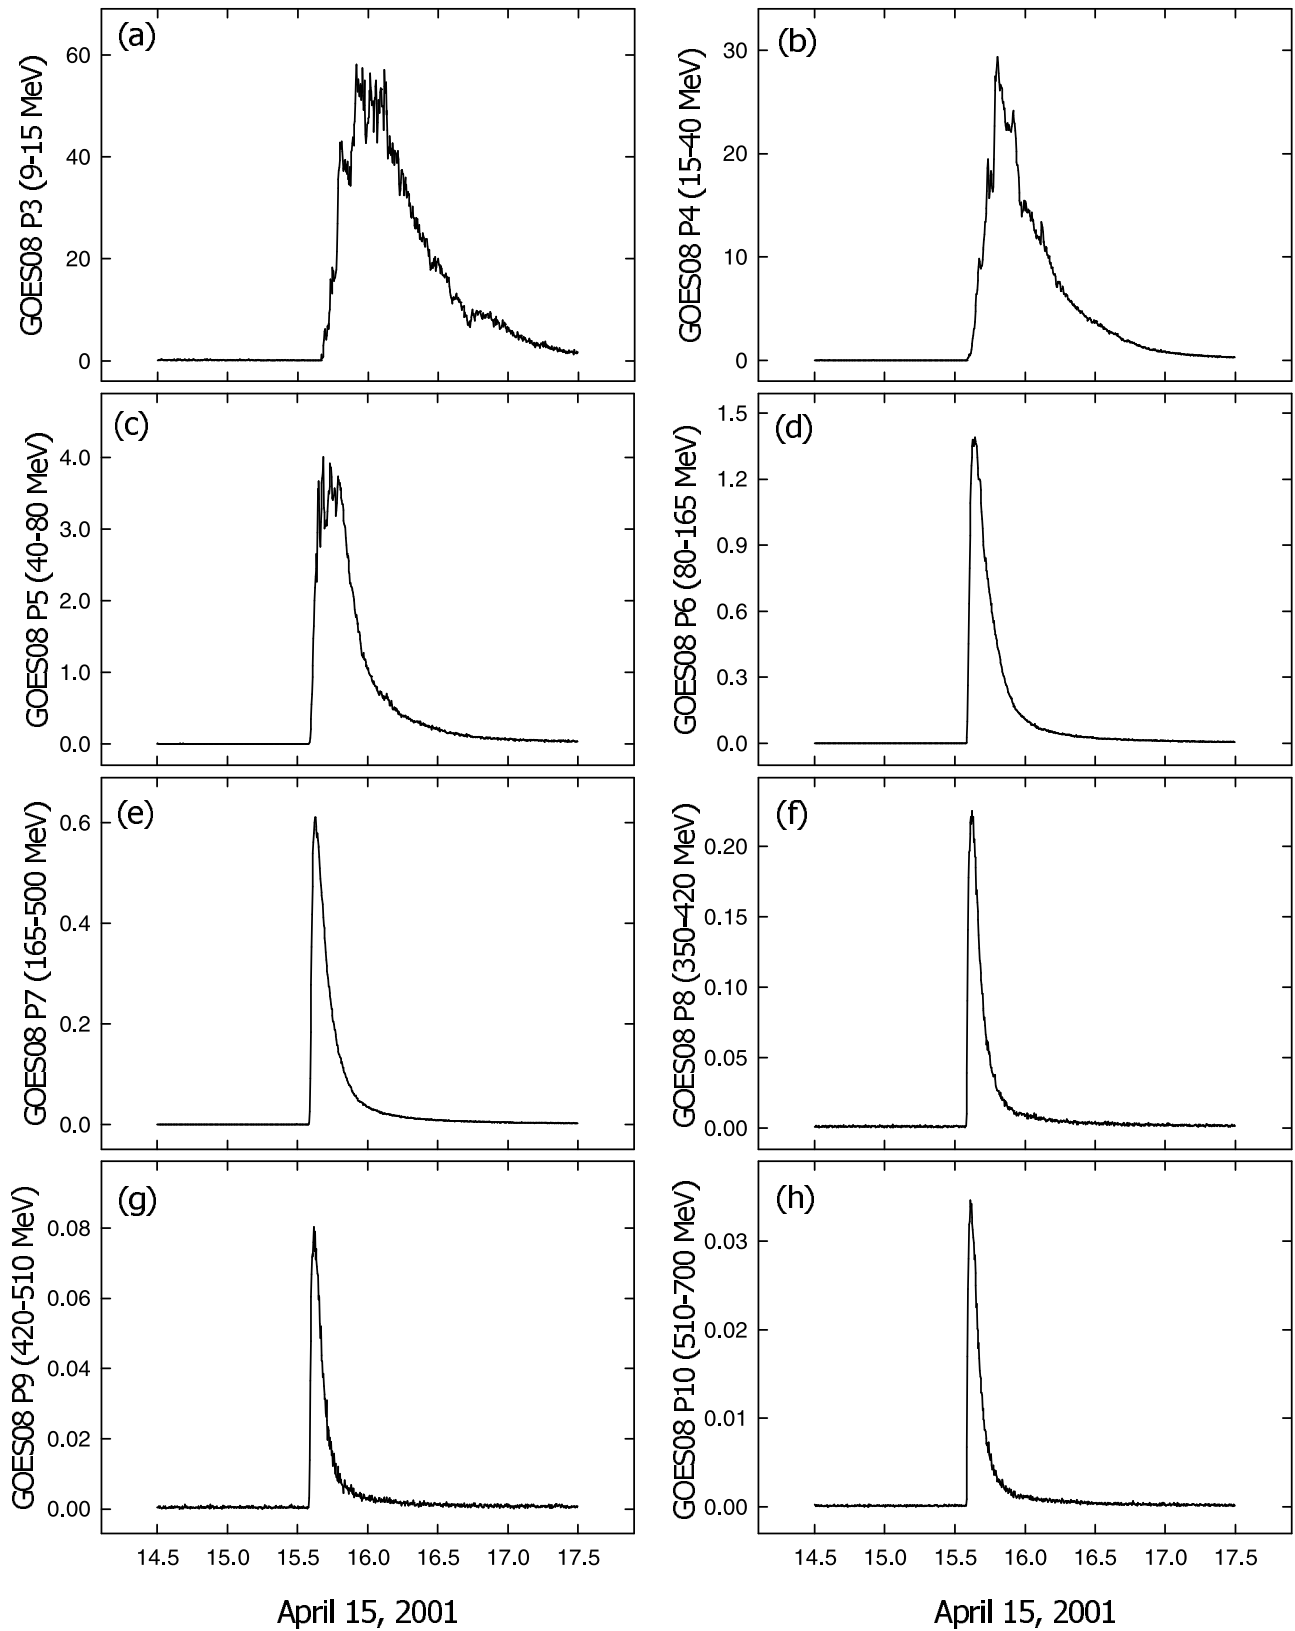 (a)
GOES08 P3 (9-15 MeV)
60
40
20
0
(b)
GOES08 P4 (15-40 MeV)
30
20
10
0
(c)
GOES08 P5 (40-80 MeV)
4.0
3.0
2.0
1.0
0.0
(d)
GOES08 P6 (80-165 MeV)
1.5
1.2
0.9
0.6
0.3
0.0
(e)
GOES08 P7 (165-500 MeV)
0.6
0.4
0.2
0.0
(f)
GOES08 P8 (350-420 MeV)
0.20
0.15
0.10
0.05
0.00
(g)
GOES08 P9 (420-510 MeV)
0.08
0.06
0.04
0.02
0.00
14.5 15.0 15.5 16.0 16.5 17.0 17.5
April 15, 2001
(h)
GOES08 P10 (510-700 MeV)
0.03
0.02
0.01
0.00
14.5 15.0 15.5 16.0 16.5 17.0 17.5
April 15, 2001